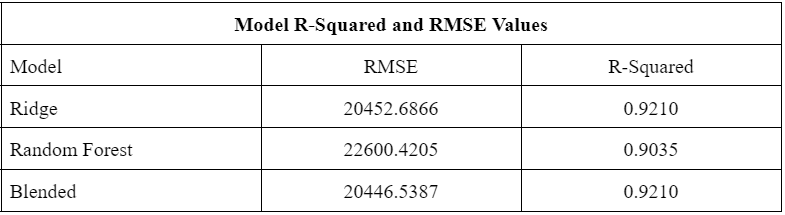 Model R-Squared and RMSE Values
Model RMSE R-Squared
Ridge 20452.6866 0.9210
Random Forest 22600.4205 0.9035
Blended 20446.5387 0.9210